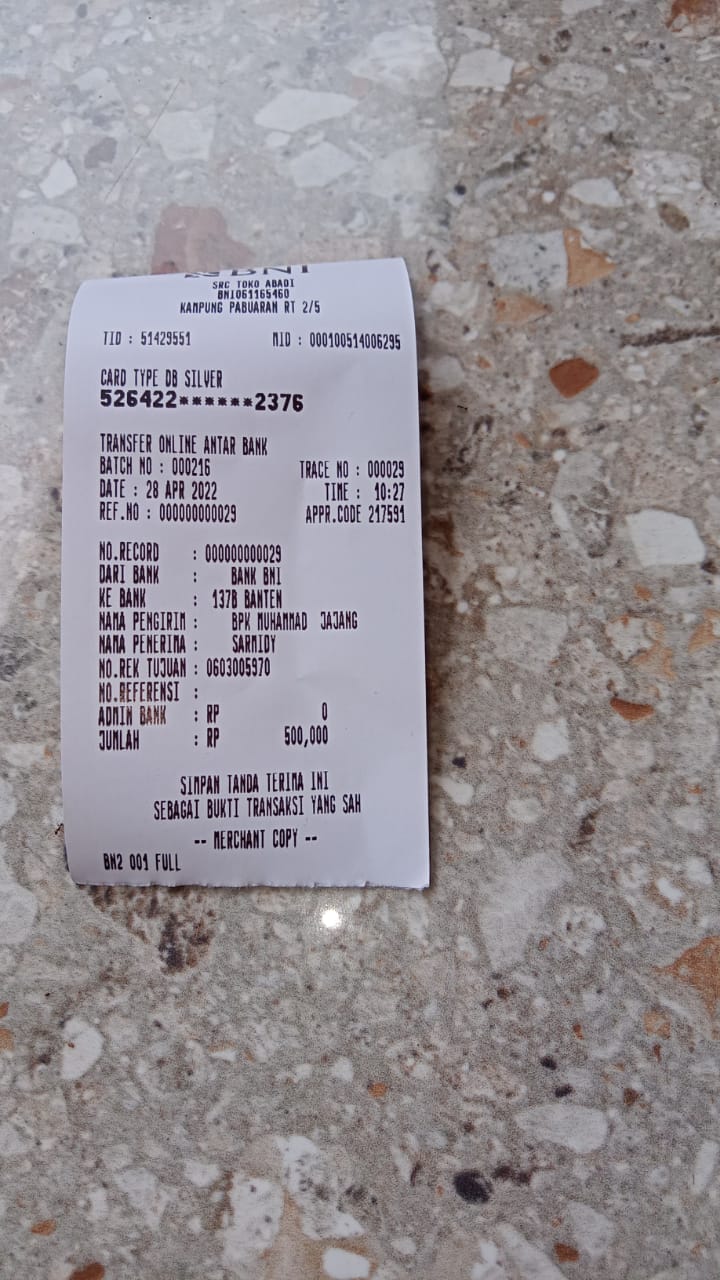 BNI
SRC TOKO ABADI
BNI061165460
KAMPUNG PABUARAN RT 2/5
TID : 51429551 MID : 000100514006295
CARD TYPE DB SILVER
526422******2376
TRANSFER ONLINE ANTAR BANK
BATCH NO : 000216 TRACE NO : 000029
DATE : 28 APR 2022 TIME : 10:27
REF.NO : 000000000029 APPR.CODE 217591
NO.RECORD : 000000000029
DARI BANK : BANK BNI
KE BANK : 137B BANTEN
NAMA PENGIRIM : BPK MUHAMMAD JAJANG
NAMA PENERIMA : SARMIDY
NO.REK TUJUAN : 0603005970
NO.REFERENSI :
ADMIN BANK : RP 0
JUMLAH : RP 500,000
SIMPAN TANDA TERIMA INI
SEBAGAI BUKTI TRANSAKSI YANG SAH
-- MERCHANT COPY --
BN2 001 FULL